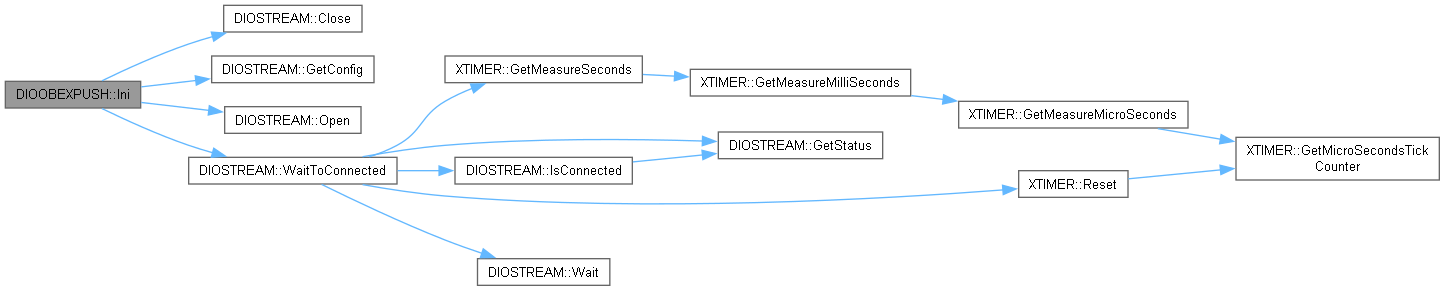 DIOSTREAM::Close
DIOSTREAM::GetConfig
DIOOBEXPUSH::Ini
DIOSTREAM::Open
DIOSTREAM::WaitToConnected
XTIMER::GetMeasureSeconds
XTIMER::GetMeasureMilliSeconds
XTIMER::GetMeasureMicroSeconds
DIOSTREAM::GetStatus
XTIMER::GetMicroSecondsTick
Counter
DIOSTREAM::IsConnected
XTIMER::Reset
DIOSTREAM::Wait